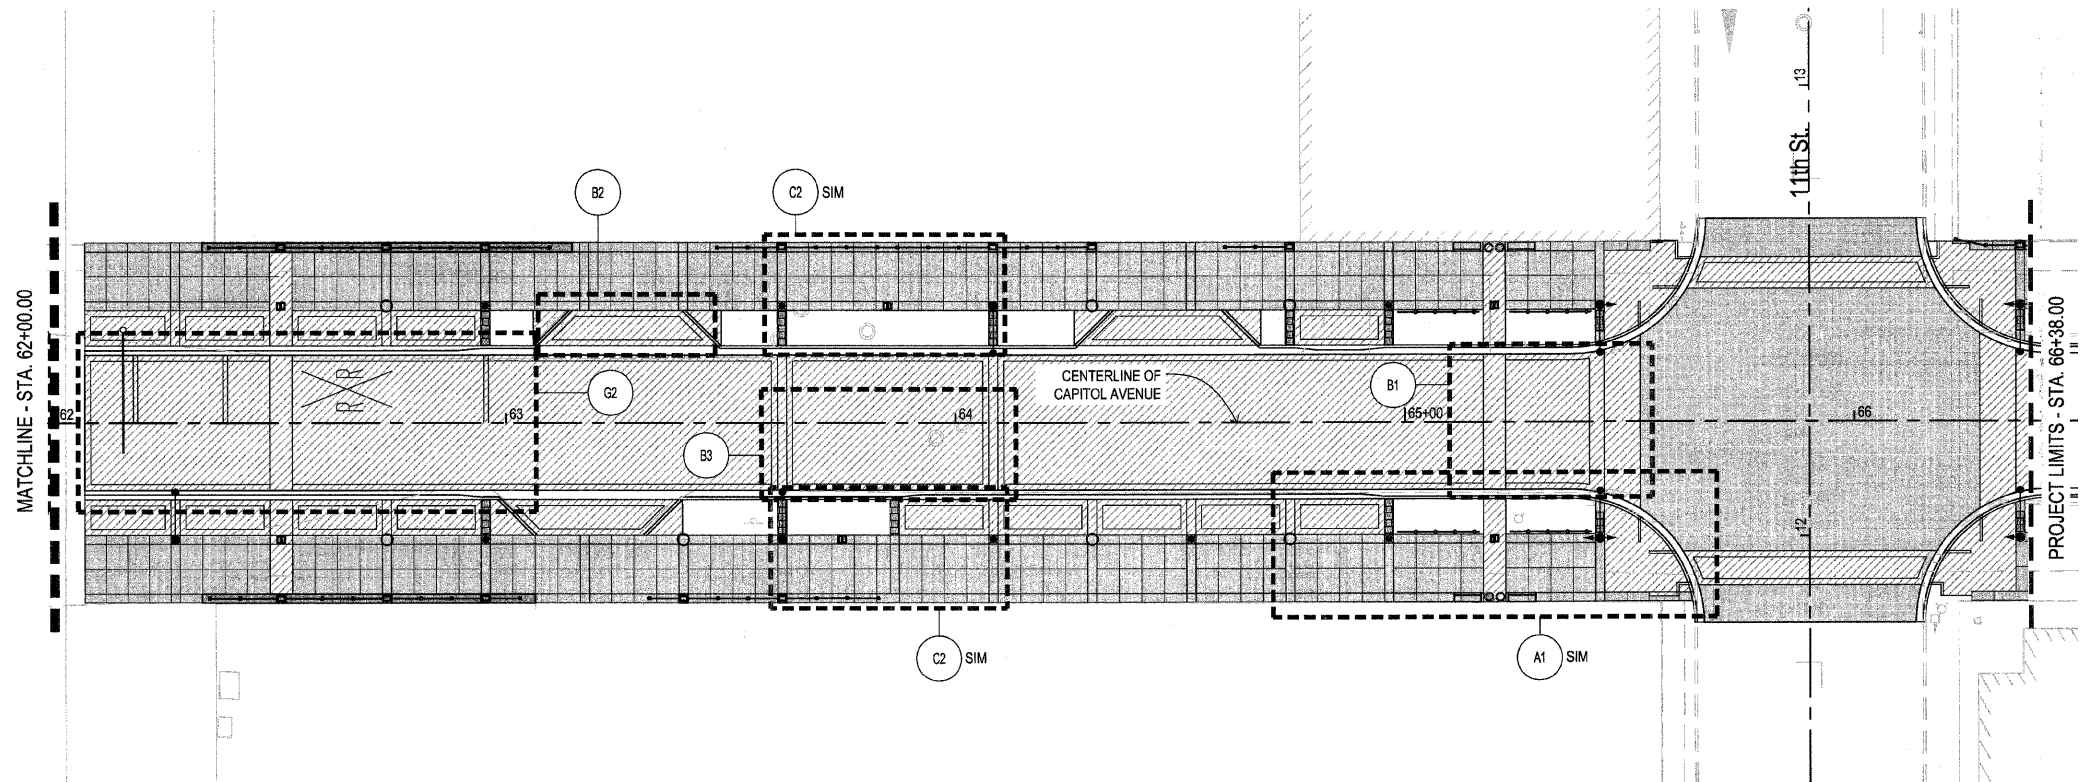 13
11th St.
B2
C2 SIM
MATCHLINE - STA. 62+00.00
PROJECT LIMITS - STA. 66+38.00
R R
CENTERLINE OF
CAPITOL AVENUE
G2
B1
62
63
64
65+00
66
B3
12
C2 SIM
A1 SIM